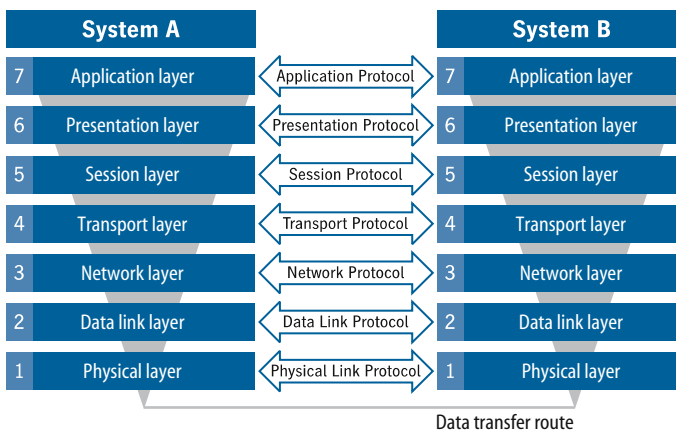 System A
System B
7 Application layer Application Protocol 7 Application layer
6 Presentation layer Presentation Protocol 6 Presentation layer
5 Session layer Session Protocol 5 Session layer
4 Transport layer Transport Protocol 4 Transport layer
3 Network layer Network Protocol 3 Network layer
2 Data link layer Data Link Protocol 2 Data link layer
1 Physical layer Physical Link Protocol 1 Physical layer
Data transfer route